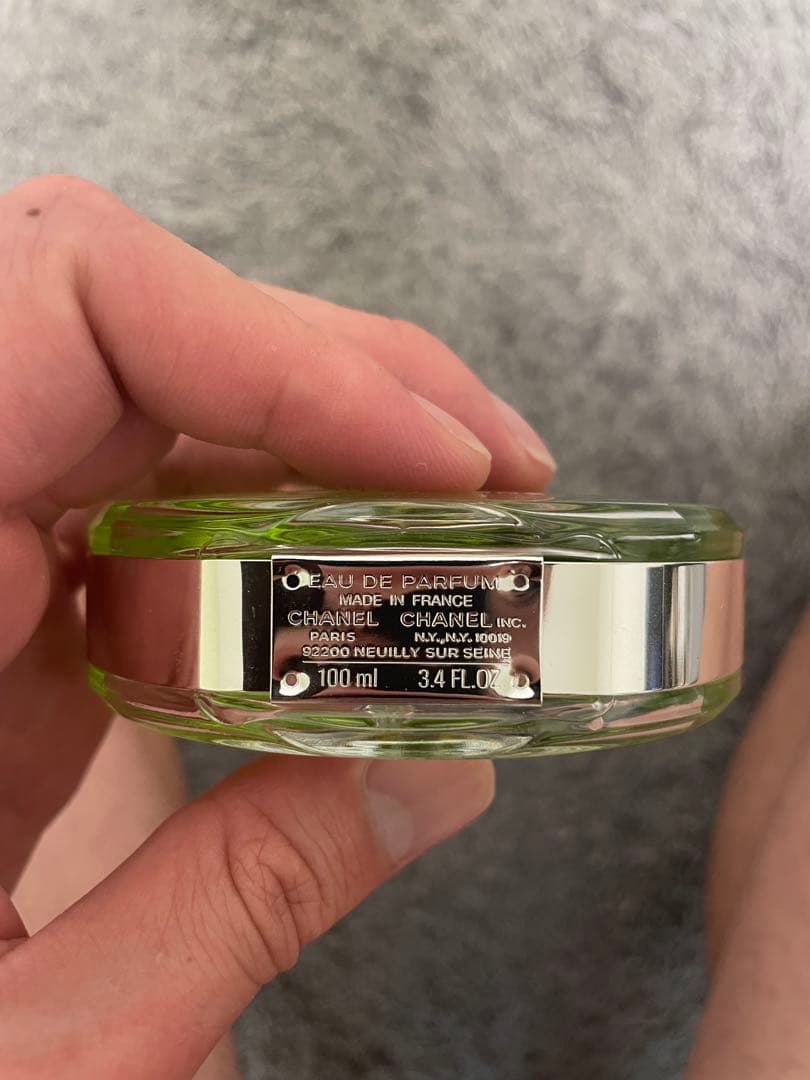 EAU DE PARFUM
MADE IN FRANCE
CHANEL CHANEL INC.
PARIS N.Y., N.Y. 10019
92200 NEUILLY SUR SEINE
100 ml 3.4 FL.OZ